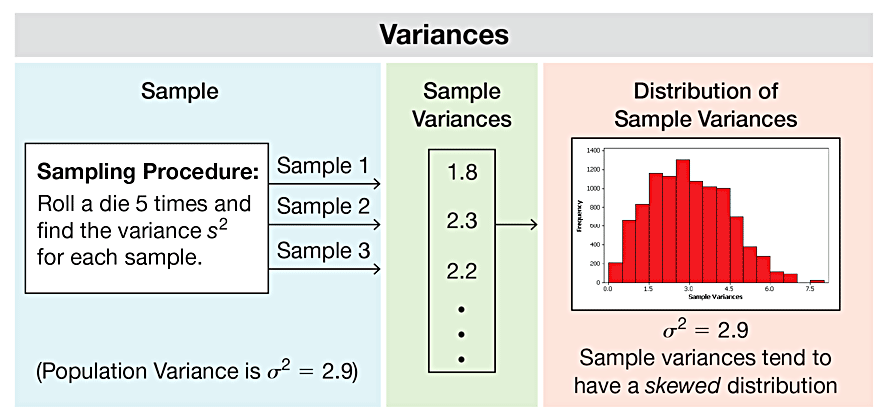 Variances
Sample
Sampling Procedure:
Roll a die 5 times and
find the variance s²
for each sample.
Sample 1
Sample 2
Sample 3
(Population Variance is σ² = 2.9)
Sample
Variances
1.8
2.3
2.2
Distribution of
Sample Variances
Frequency
1400
1200
1000
800
600
400
200
0
0.0 1.5 3.0 4.5 6.0 7.5
Sample Variances
σ² = 2.9
Sample variances tend to
have a skewed distribution